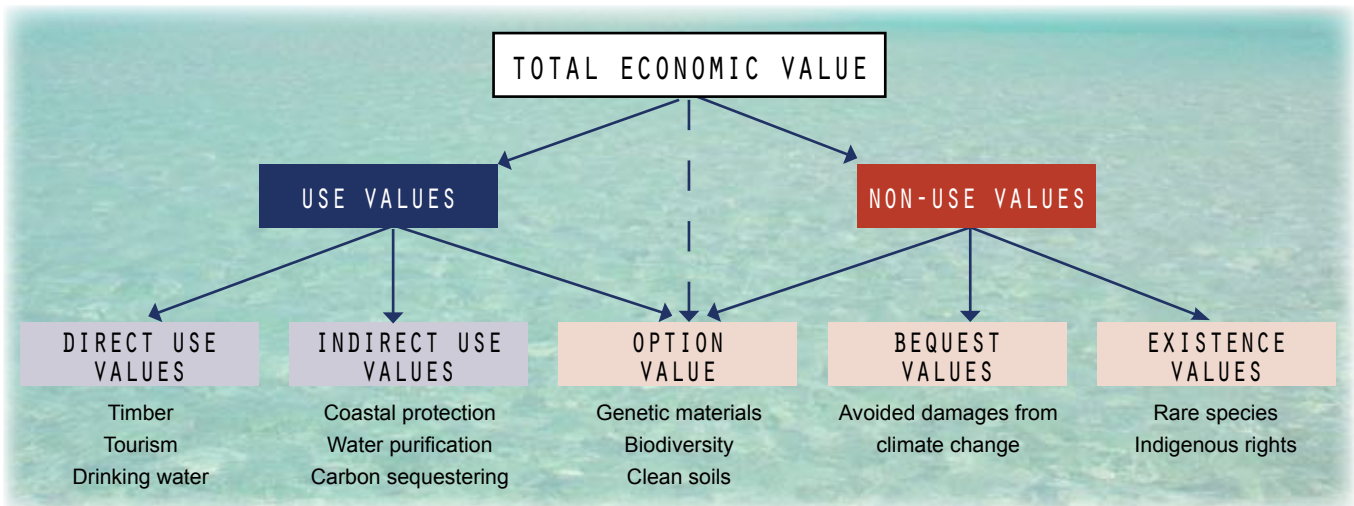 TOTAL ECONOMIC VALUE
USE VALUES
NON-USE VALUES
DIRECT USE
VALUES
INDIRECT USE
VALUES
OPTION
VALUE
BEQUEST
VALUES
EXISTENCE
VALUES
Timber
Tourism
Drinking water
Coastal protection
Water purification
Carbon sequestering
Genetic materials
Biodiversity
Clean soils
Avoided damages from
climate change
Rare species
Indigenous rights